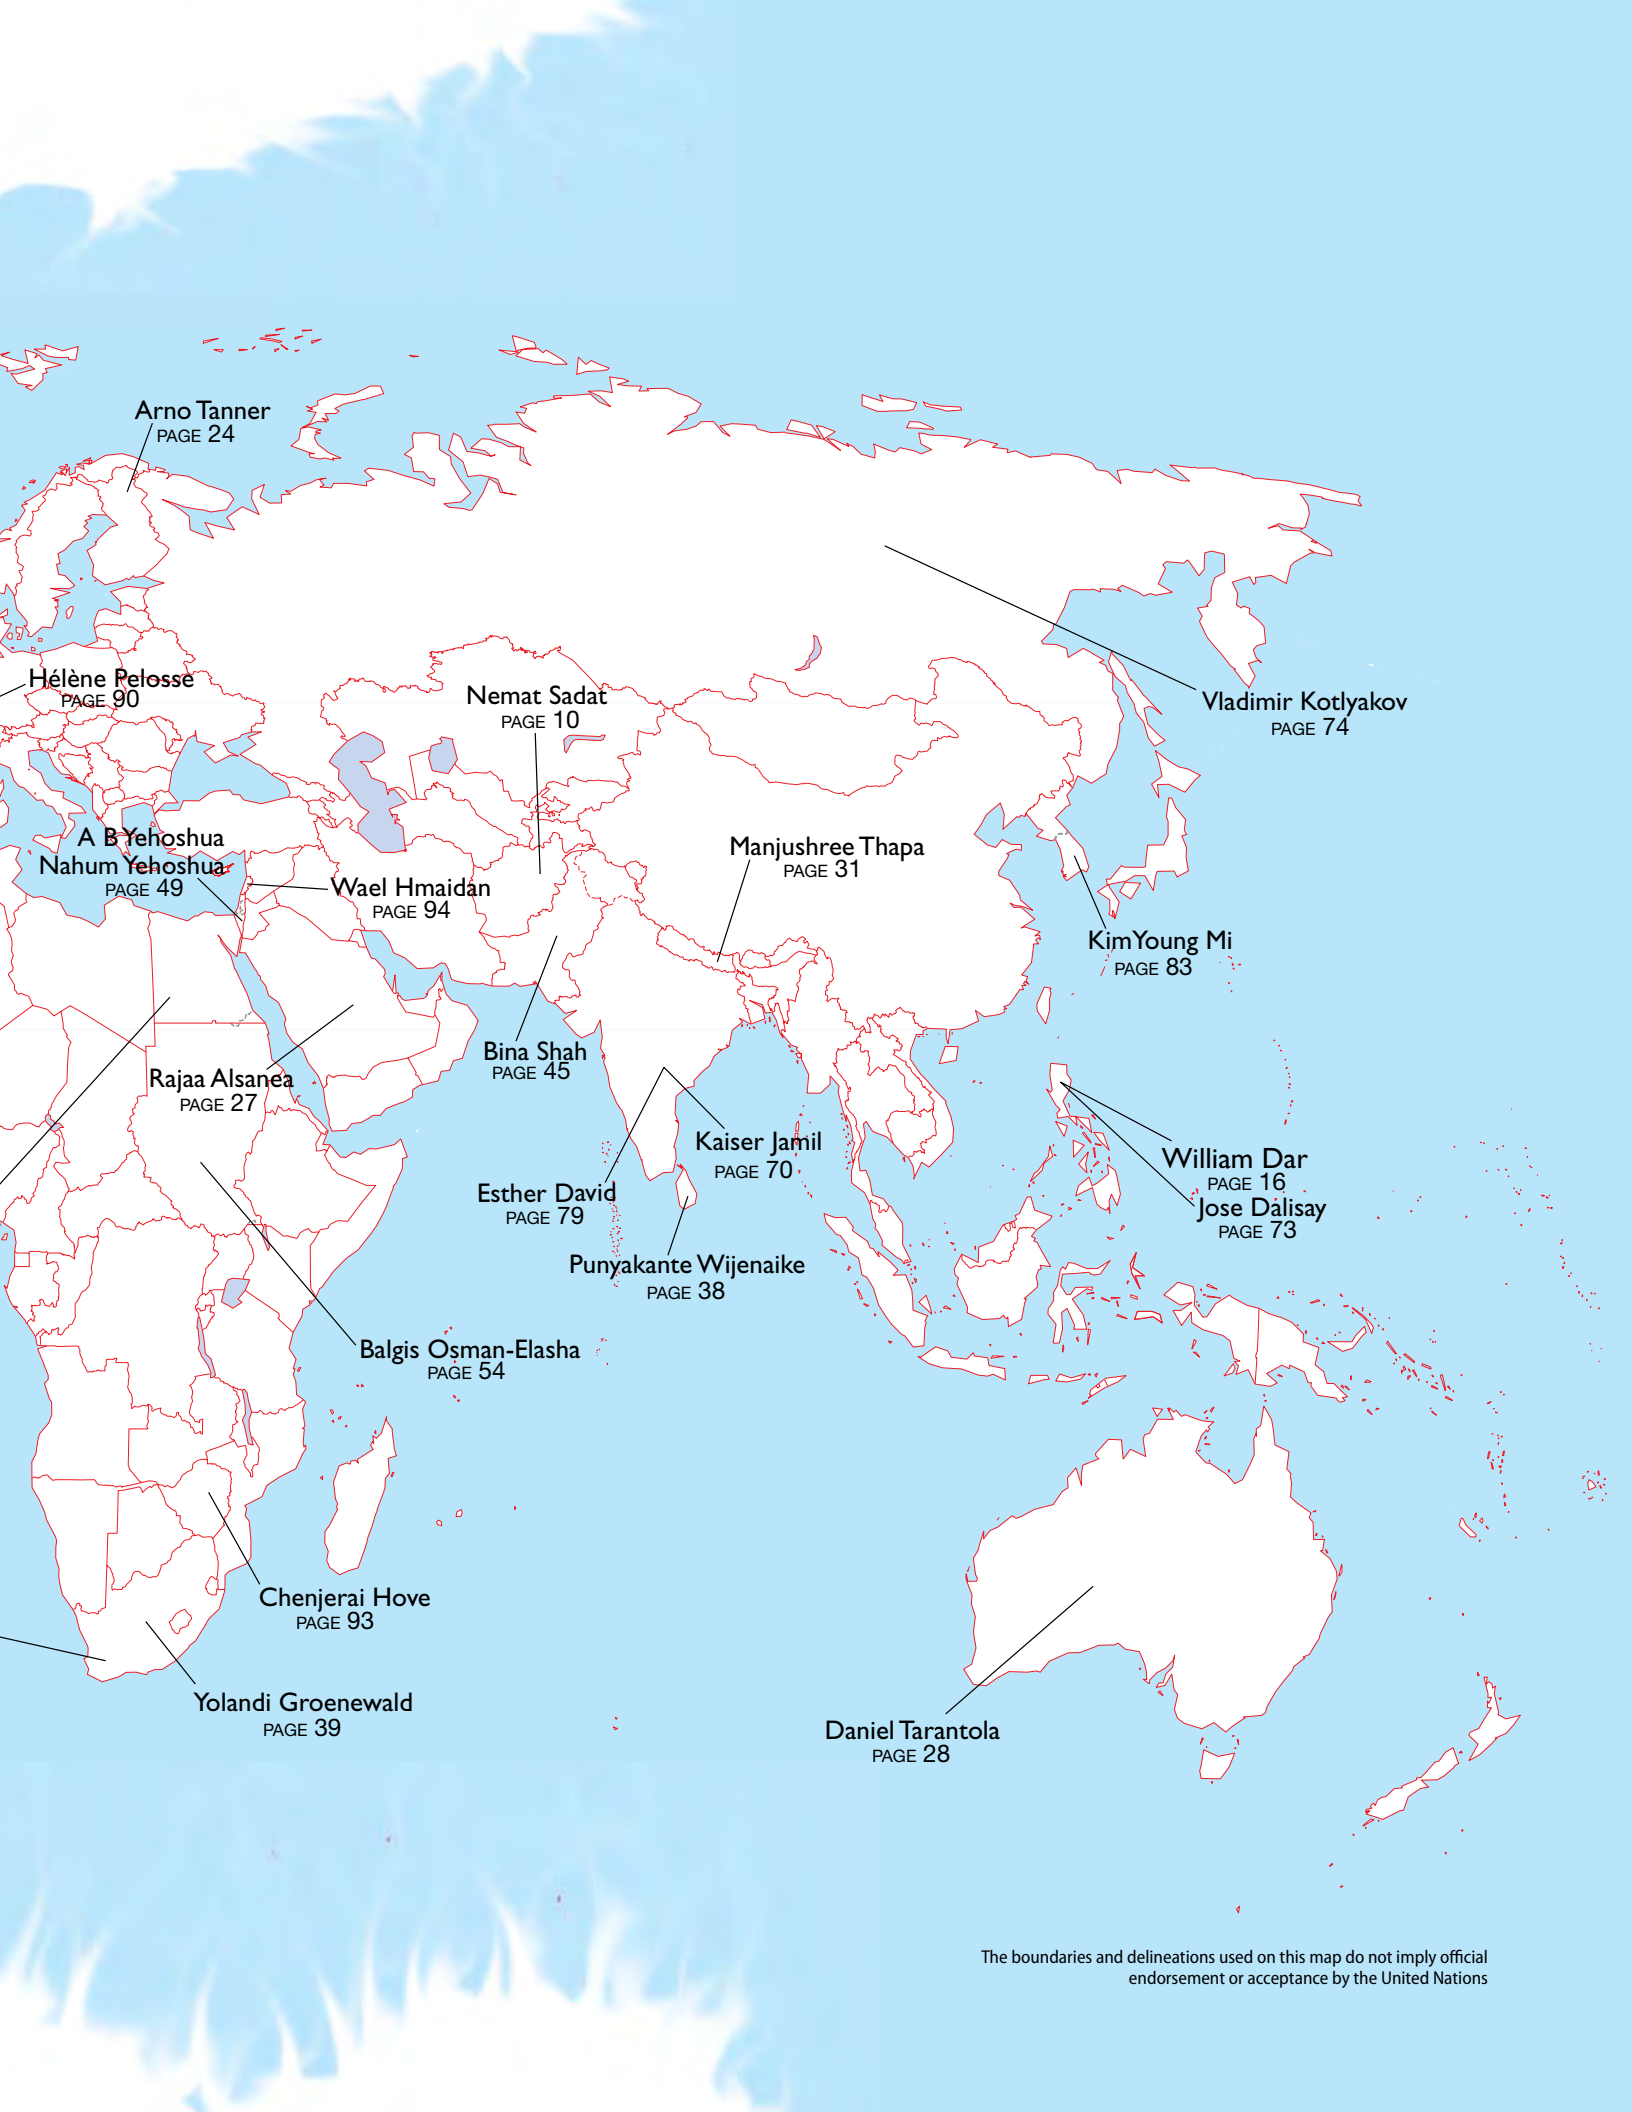 Arno Tanner
PAGE 24
Hélène Pelosse
PAGE 90
Nemat Sadat
PAGE 10
Vladimir Kotlyakov
PAGE 74
A B Yehoshua
Nahum Yehoshua
PAGE 49
Wael Hmaidan
PAGE 94
Manjushree Thapa
PAGE 31
Kim Young Mi
PAGE 83
Bina Shah
PAGE 45
Rajaa Alsanea
PAGE 27
Kaiser Jamil
PAGE 70
William Dar
PAGE 16
Jose Dalisay
PAGE 73
Esther David
PAGE 79
Punyakante Wijenaike
PAGE 38
Balgis Osman-Elasha
PAGE 54
Chenjerai Hove
PAGE 93
Yolandi Groenewald
PAGE 39
Daniel Tarantola
PAGE 28
The boundaries and delineations used on this map do not imply official
endorsement or acceptance by the United Nations